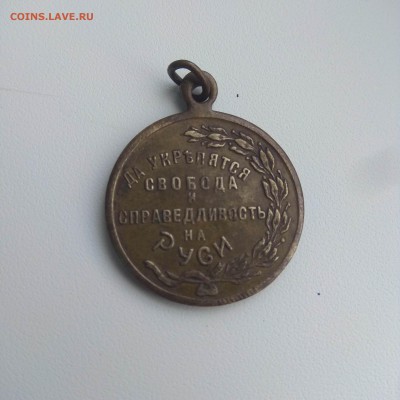 COINS.LAVE.RU
ДА УКРѢПЯТСЯ
СВОБОДА
И
СПРАВЕДЛИВОСТЬ
НА
РУСИ